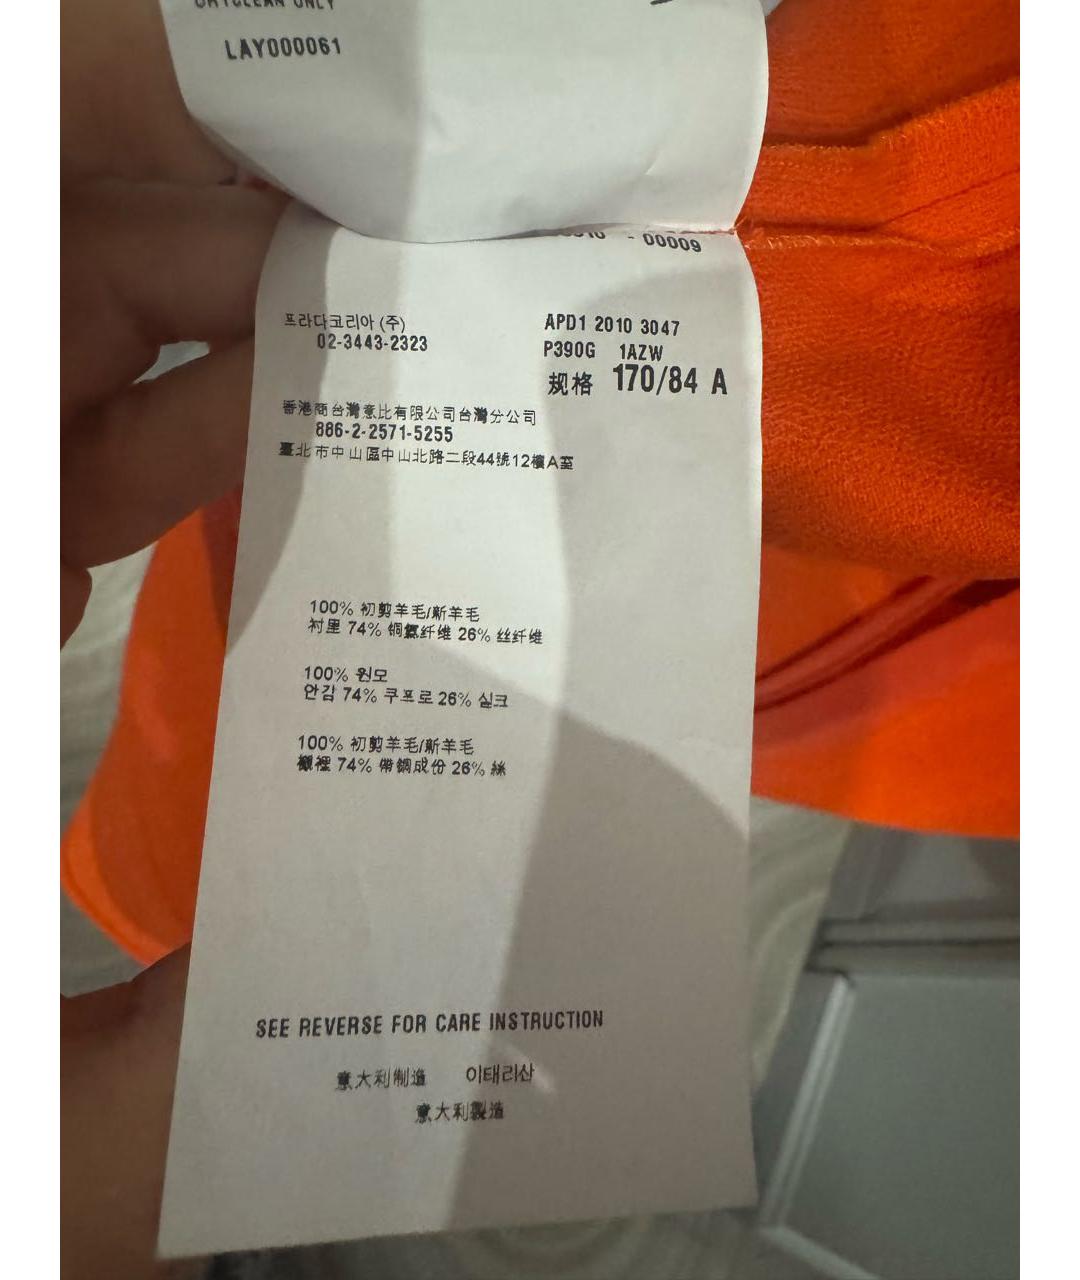 DRYCLEAN ONLY
LAY000061
- 00009
프라다코리아 (주)
02-3443-2323
APD1 2010 3047
P390G 1AZW
规格 170/84 A
香港商台灣意比有限公司台灣分公司
886-2-2571-5255
臺北市中山區中山北路二段44號12樓A室
100% 初剪羊毛/新羊毛
衬里 74% 铜氨纤维 26% 丝纤维
100% 원모
안감 74% 쿠프로 26% 실크
100% 初剪羊毛/新羊毛
襯裡 74% 帶銅成份 26% 絲
SEE REVERSE FOR CARE INSTRUCTION
意大利制造 이태리산
意大利製造